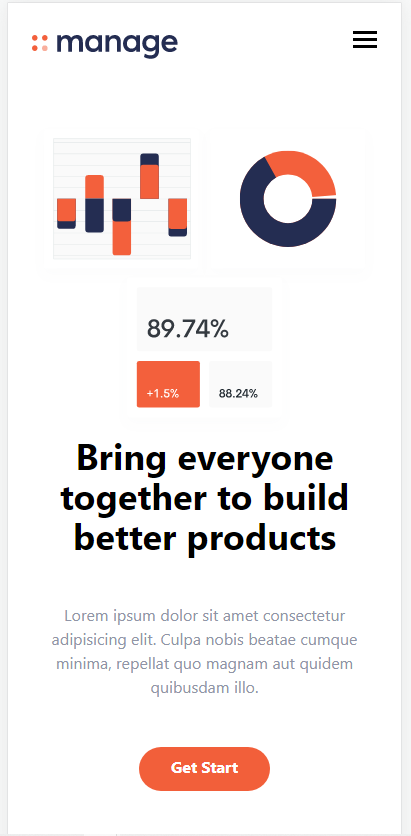 manage
89.74%
+1.5%
88.24%
Bring everyone
together to build
better products
Lorem ipsum dolor sit amet consectetur
adipisicing elit. Culpa nobis beatae cumque
minima, repellat quo magnam aut quidem
quibusdam illo.
Get Start